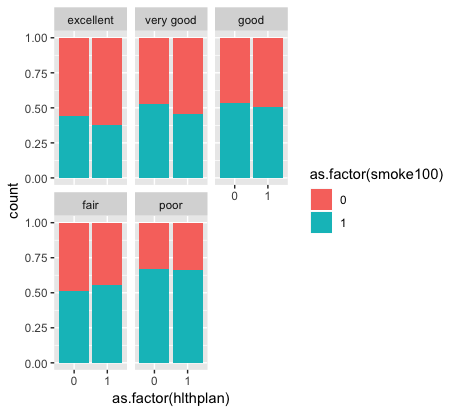 excellent
very good
good
1.00
0.75
0.50
0.25
0.00
0 1
count
fair
poor
1.00
0.75
0.50
0.25
0.00
0 1
0 1
as.factor(hlthplan)
as.factor(smoke100)
0
1